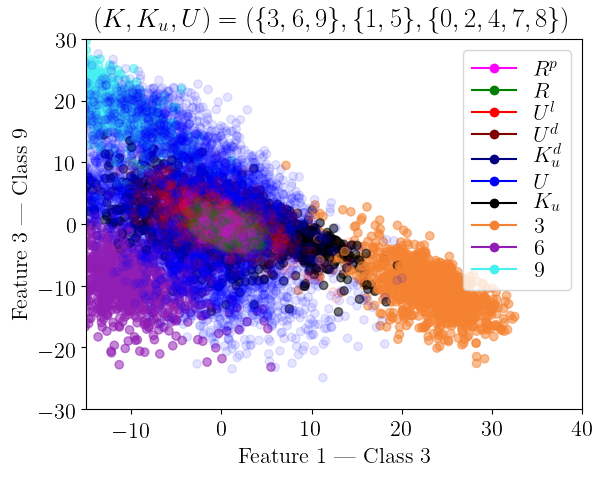 (K, K_u, U) = ({3, 6, 9}, {1, 5}, {0, 2, 4, 7, 8})
30
20
10
0
−10
−20
−30
−10
0
10
20
30
40
Feature 3 — Class 9
Feature 1 — Class 3
R^p
R
U^l
U^d
K_u^d
U
K_u
3
6
9